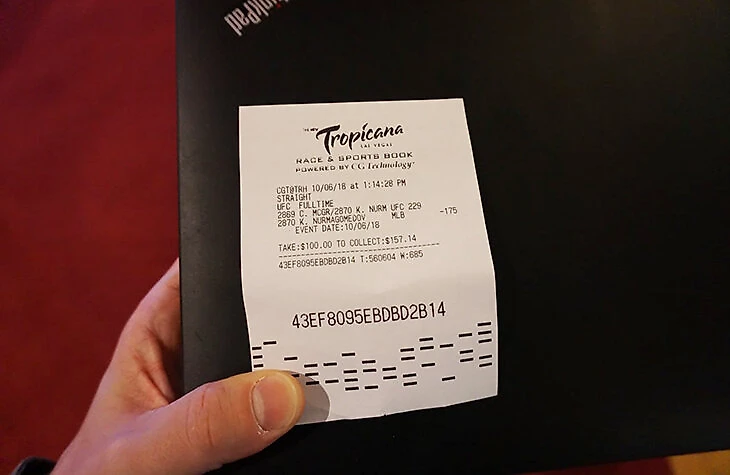 ThinkPad
THE NEW
Tropicana
LAS VEGAS
RACE & SPORTS BOOK
POWERED BY CG Technology
CGT@TRH 10/06/18 at 1:14:28 PM
STRAIGHT
UFC FULLTIME
2869 C. MCGR/2870 K. NURM UFC 229
2870 K. NURMAGOMEDOV MLB -175
EVENT DATE:10/06/18
TAKE:$100.00 TO COLLECT:$157.14
43EF8095EBDBD2B14 T:560604 W:685
43EF8095EBDBD2B14